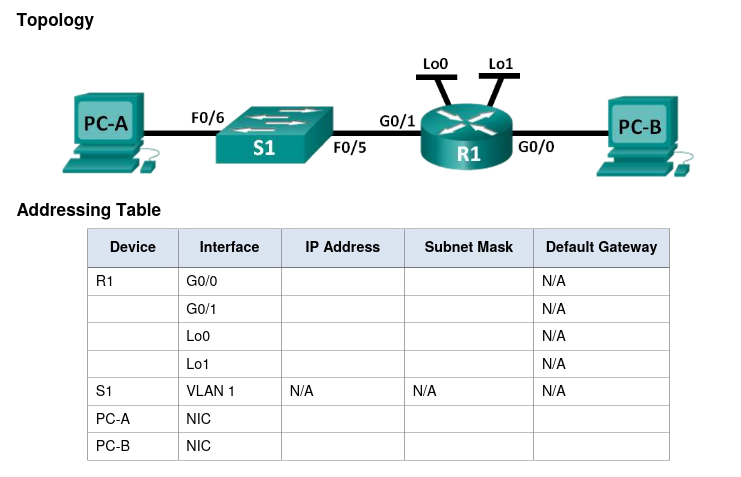 Topology
Lo0 Lo1
PC-A F0/6 S1 F0/5 G0/1 R1 G0/0 PC-B
Addressing Table
Device Interface IP Address Subnet Mask Default Gateway
R1 G0/0 N/A
G0/1 N/A
Lo0 N/A
Lo1 N/A
S1 VLAN 1 N/A N/A N/A
PC-A NIC
PC-B NIC